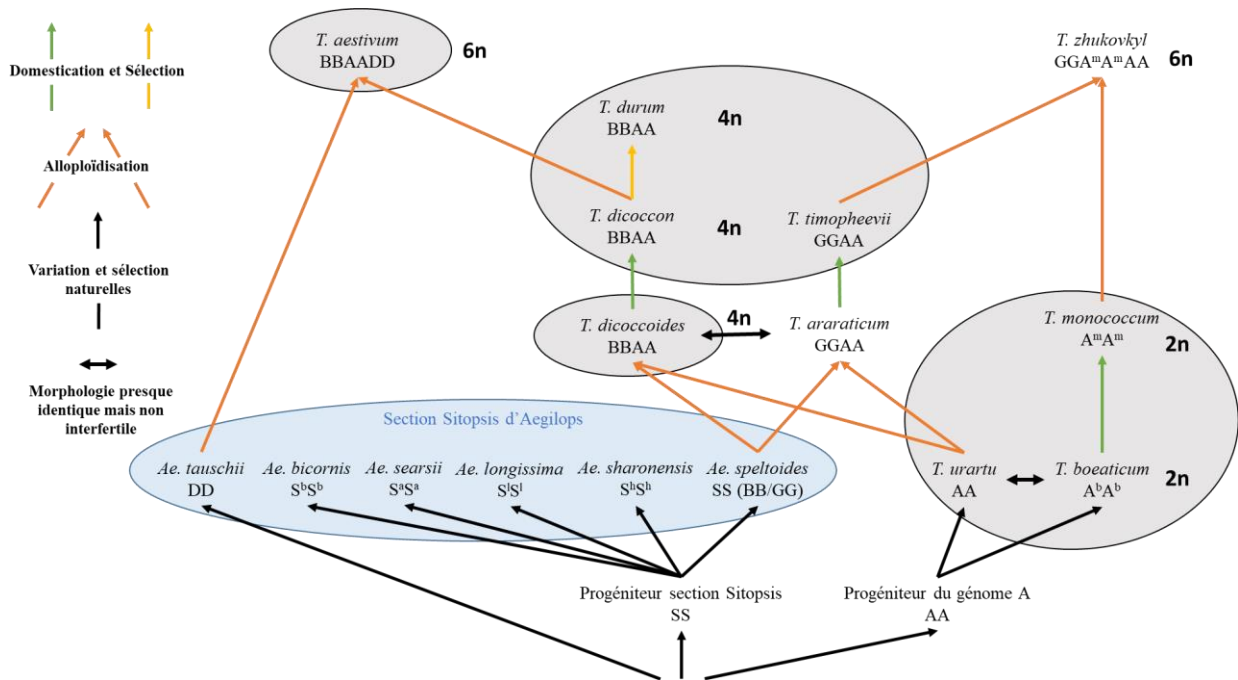 Domestication et Sélection
Alloploïdisation
Variation et sélection
naturelles
Morphologie presque
identique mais non
interfertile
T. aestivum
BBAADD
6n
T. zhukovkyl
GGAᵐAᵐAA
6n
T. durum
BBAA
4n
T. dicoccon
BBAA
4n
T. timopheevii
GGAA
T. dicoccoides
BBAA
4n
T. araraticum
GGAA
T. monococcum
AᵐAᵐ
2n
Section Sitopsis d'Aegilops
Ae. tauschii
DD
Ae. bicornis
SᵇSᵇ
Ae. searsii
SᵃSᵃ
Ae. longissima
SˡSˡ
Ae. sharonensis
SʰSʰ
Ae. speltoides
SS (BB/GG)
T. urartu
AA
T. boeaticum
AᵇAᵇ
2n
Progéniteur section Sitopsis
SS
Progéniteur du génome A
AA